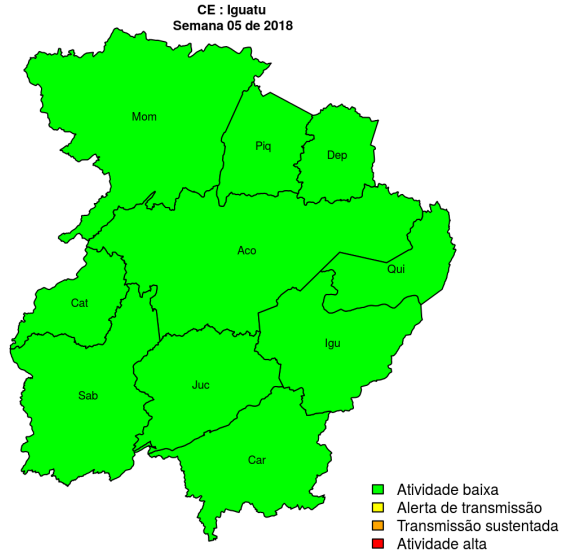 CE : Iguatu
Semana 05 de 2018
Mom
Piq
Dep
Aco
Qui
Cat
Igu
Juc
Sab
Car
Atividade baixa
Alerta de transmissão
Transmissão sustentada
Atividade alta